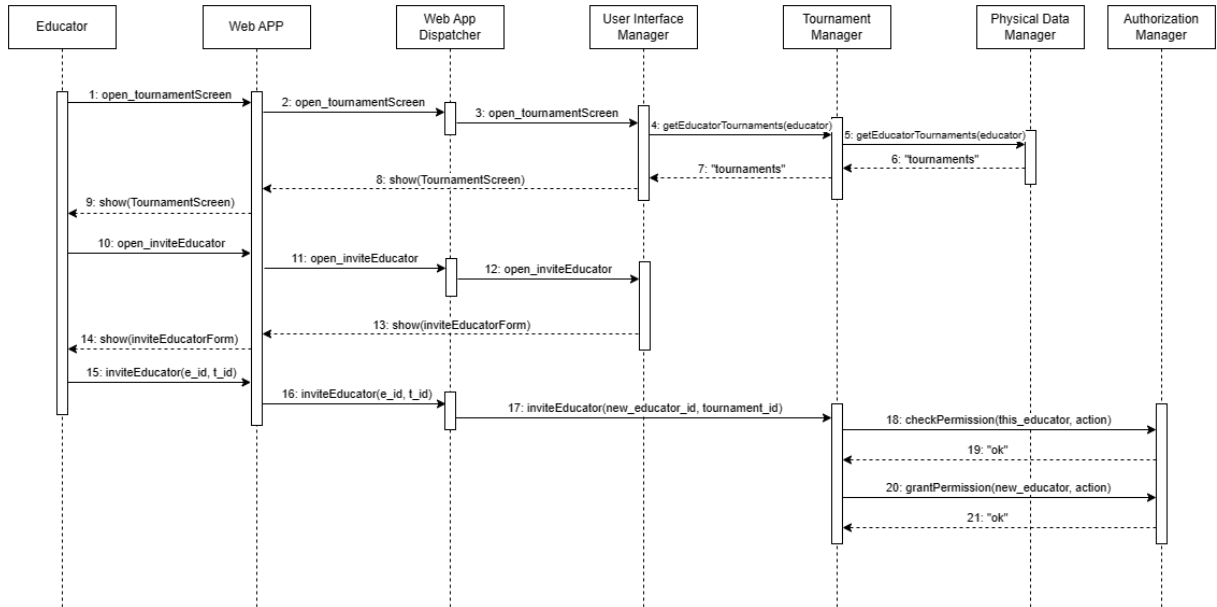 Educator
Web APP
Web App
Dispatcher
User Interface
Manager
Tournament
Manager
Physical Data
Manager
Authorization
Manager
1: open_tournamentScreen
2: open_tournamentScreen
3: open_tournamentScreen
4: getEducatorTournaments(educator)
5: getEducatorTournaments(educator)
6: "tournaments"
7: "tournaments"
8: show(TournamentScreen)
9: show(TournamentScreen)
10: open_inviteEducator
11: open_inviteEducator
12: open_inviteEducator
13: show(inviteEducatorForm)
14: show(inviteEducatorForm)
15: inviteEducator(e_id, t_id)
16: inviteEducator(e_id, t_id)
17: inviteEducator(new_educator_id, tournament_id)
18: checkPermission(this_educator, action)
19: "ok"
20: grantPermission(new_educator, action)
21: "ok"